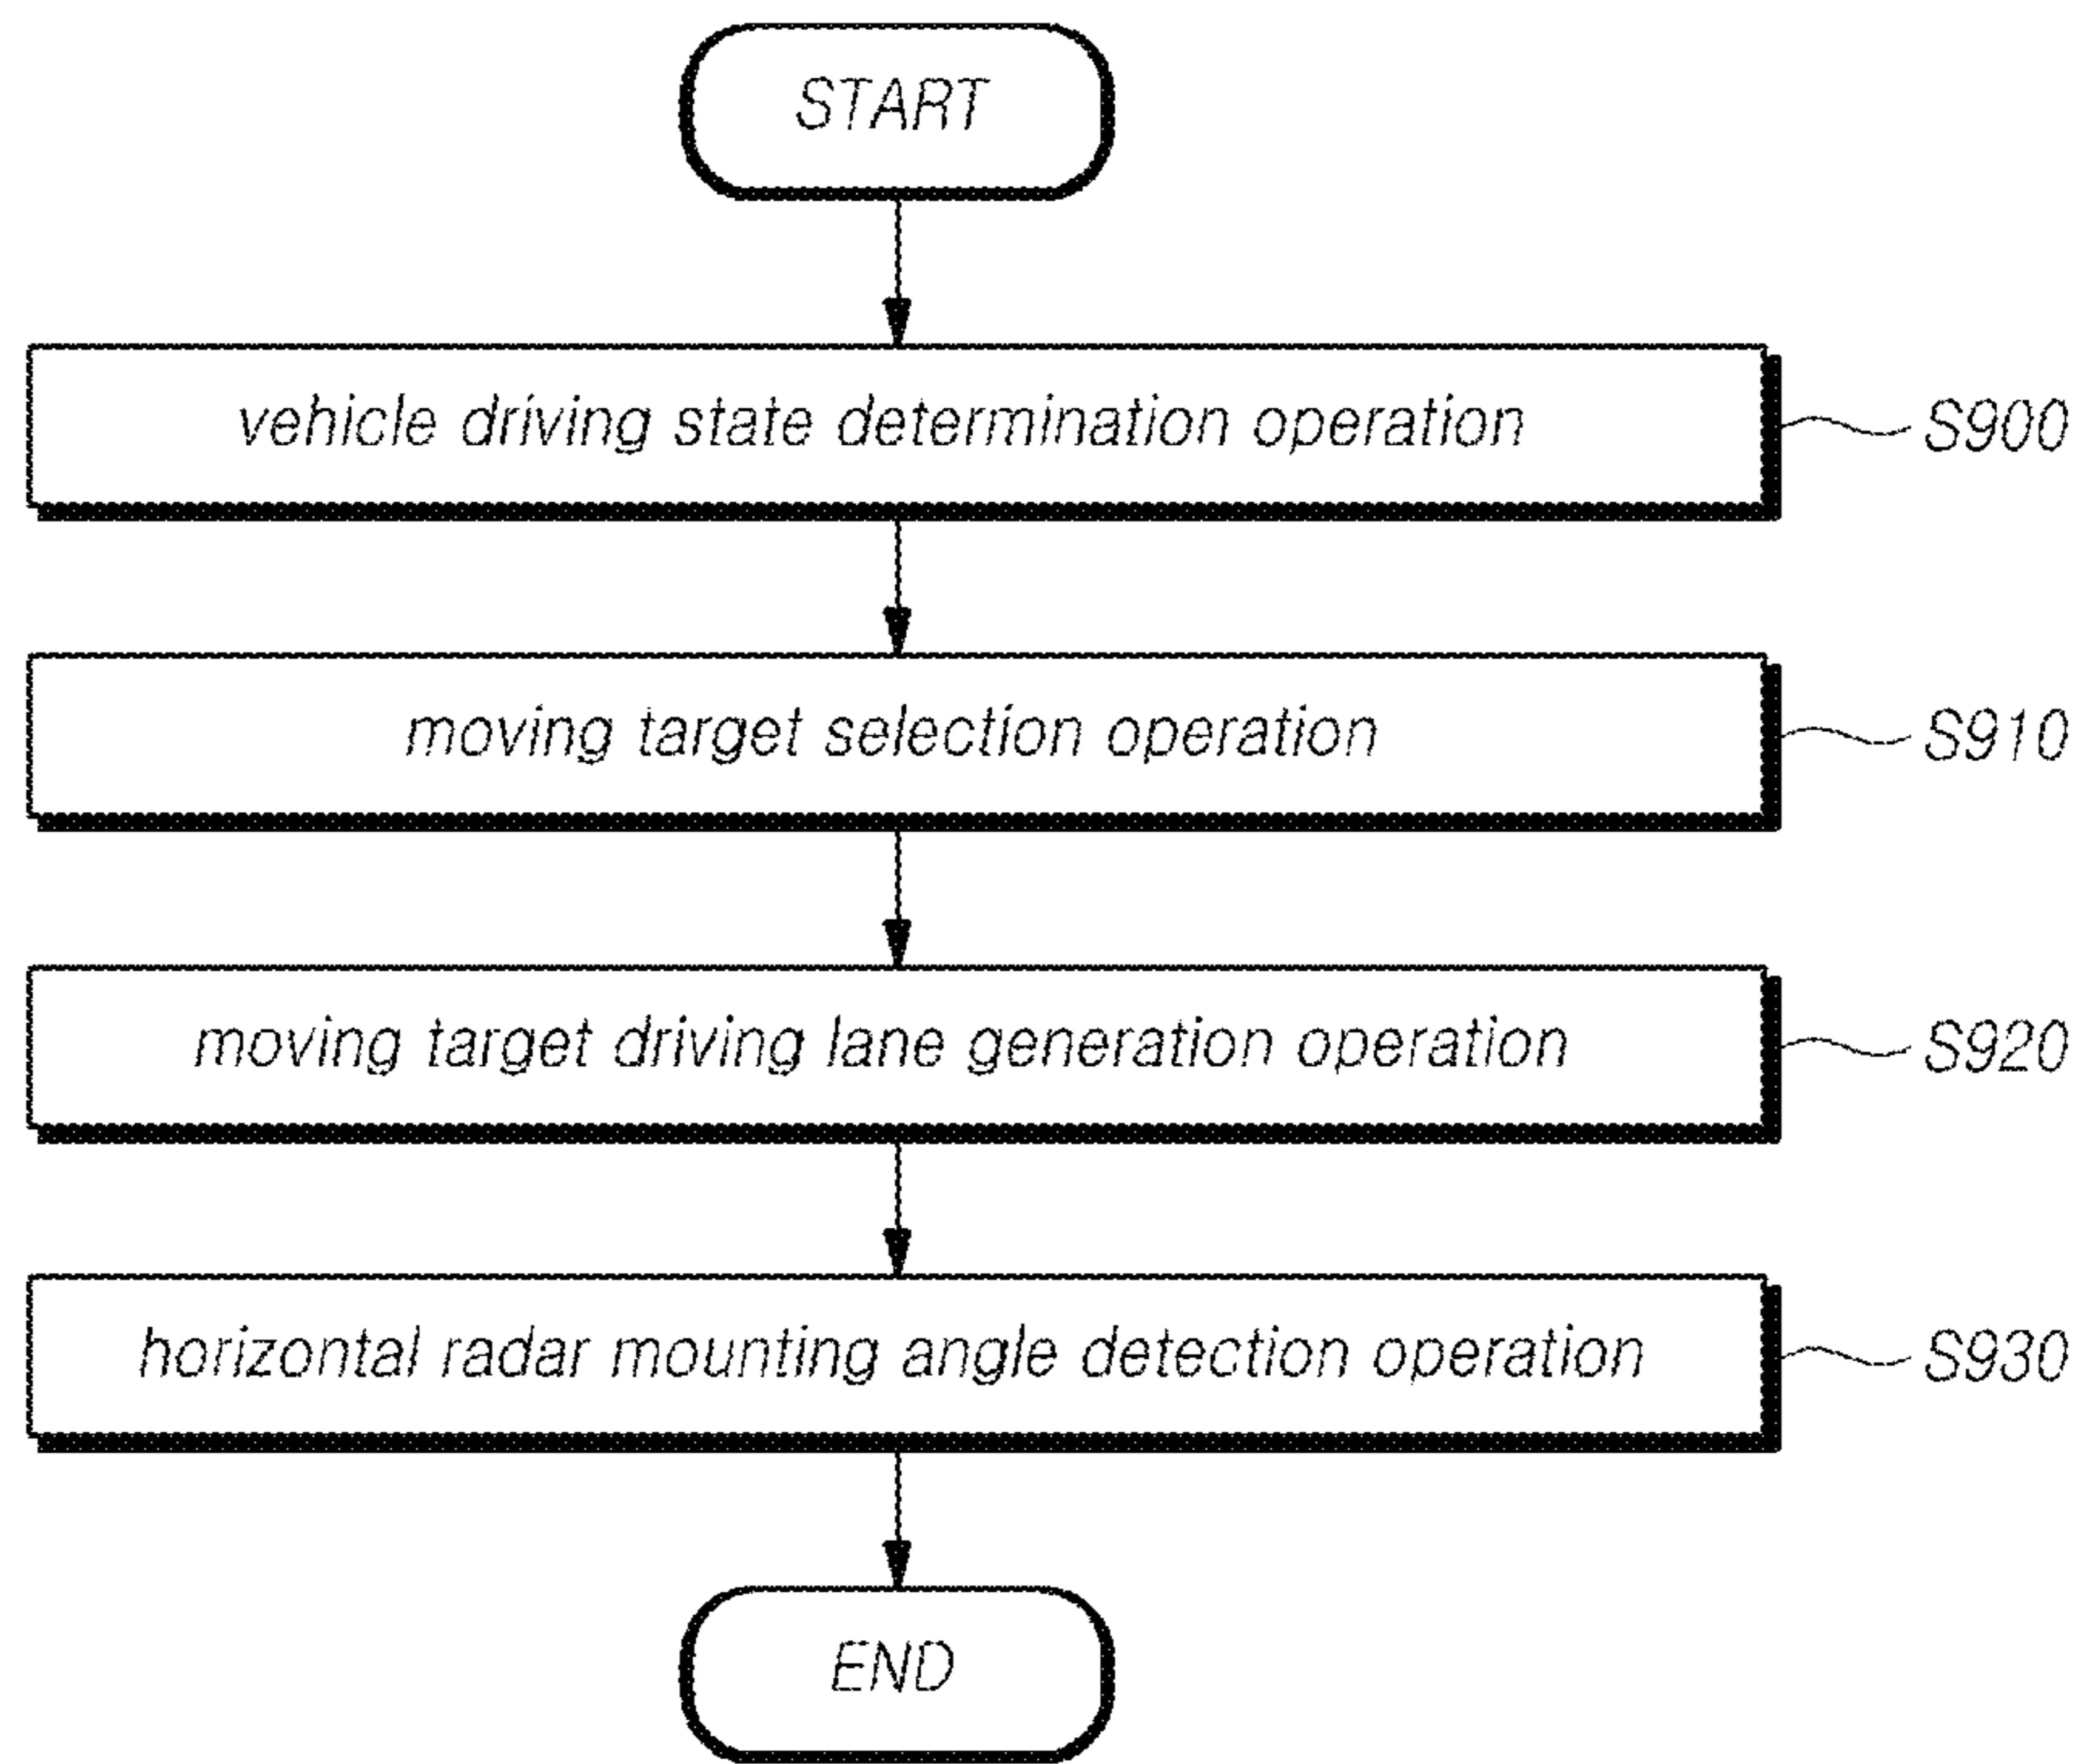 START
vehicle driving state determination operation
S900
moving target selection operation
S910
moving target driving lane generation operation
S920
horizontal radar mounting angle detection operation
S930
END